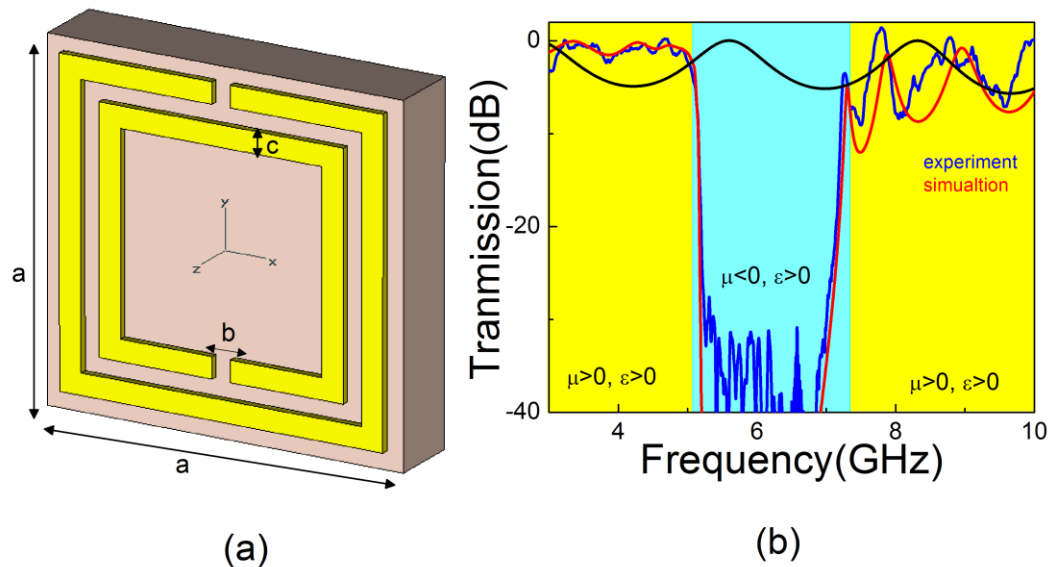 a
a
b
c
y
z
x
(a)
Tranmission(dB)
0
-20
-40
experiment
simualtion
μ<0, ε>0
μ>0, ε>0
μ>0, ε>0
4
6
8
10
Frequency(GHz)
(b)